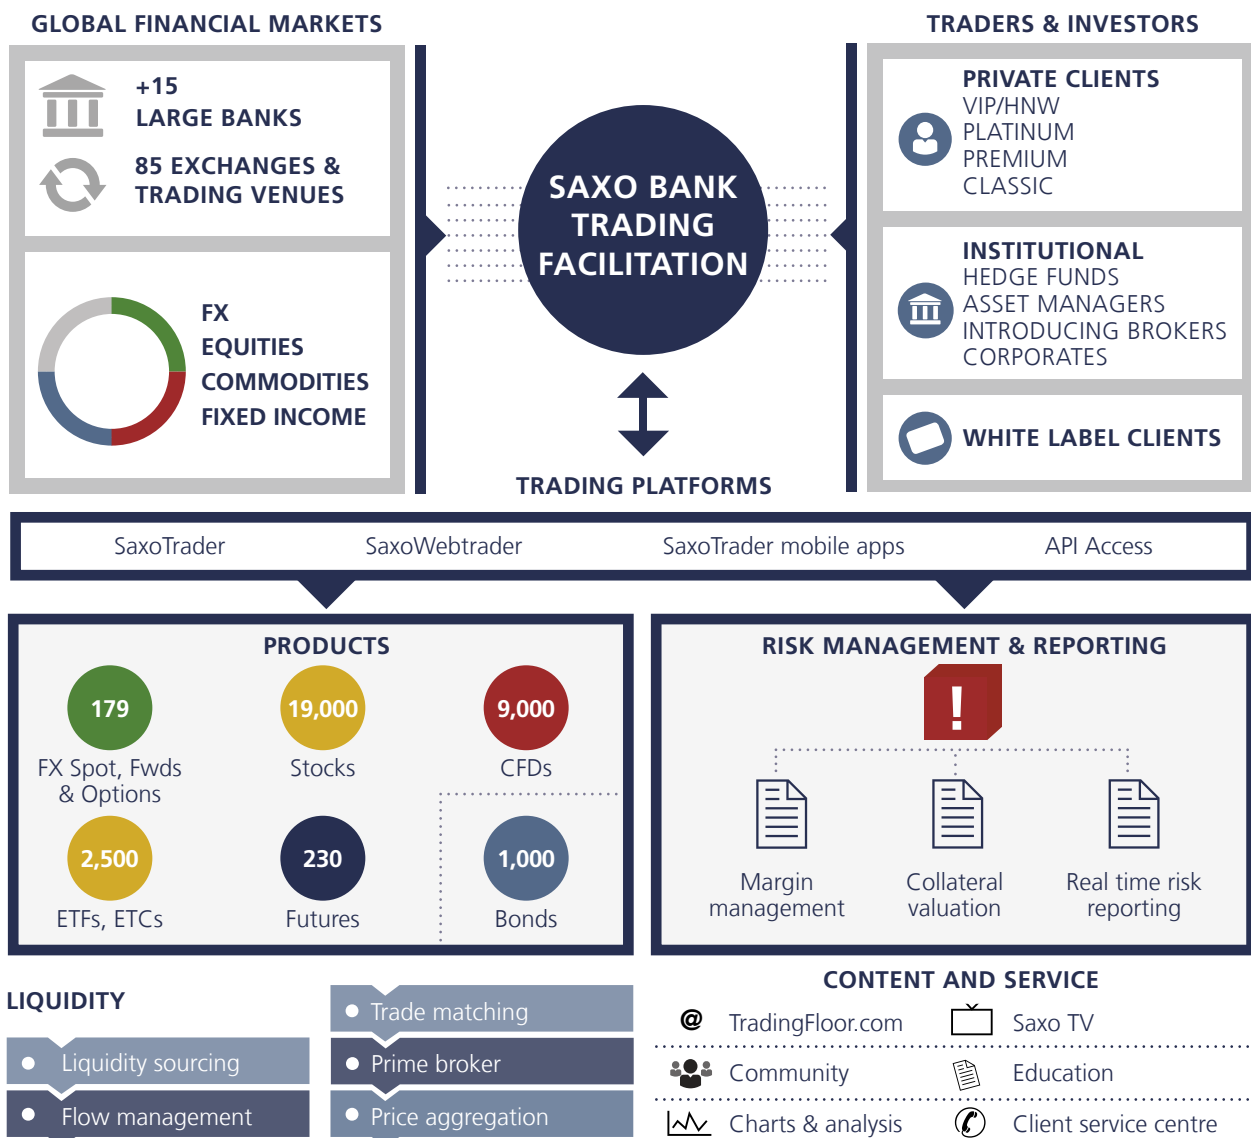 GLOBAL FINANCIAL MARKETS
+15
LARGE BANKS
85 EXCHANGES &
TRADING VENUES
FX
EQUITIES
COMMODITIES
FIXED INCOME
SAXO BANK
TRADING
FACILITATION
TRADERS & INVESTORS
PRIVATE CLIENTS
VIP/HNW
PLATINUM
PREMIUM
CLASSIC
INSTITUTIONAL
HEDGE FUNDS
ASSET MANAGERS
INTRODUCING BROKERS
CORPORATES
WHITE LABEL CLIENTS
TRADING PLATFORMS
SaxoTrader
SaxoWebtrader
SaxoTrader mobile apps
API Access
PRODUCTS
179
FX Spot, Fwds
& Options
19,000
Stocks
9,000
CFDs
2,500
ETFs, ETCs
230
Futures
1,000
Bonds
RISK MANAGEMENT & REPORTING
!
Margin
management
Collateral
valuation
Real time risk
reporting
LIQUIDITY
Liquidity sourcing
Flow management
Trade matching
Prime broker
Price aggregation
CONTENT AND SERVICE
@ TradingFloor.com
Saxo TV
Community
Education
Charts & analysis
Client service centre